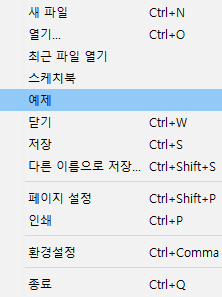 새 파일 Ctrl+N
열기... Ctrl+O
최근 파일 열기
스케치북
예제
닫기 Ctrl+W
저장 Ctrl+S
다른 이름으로 저장... Ctrl+Shift+S
페이지 설정 Ctrl+Shift+P
인쇄 Ctrl+P
환경설정 Ctrl+Comma
종료 Ctrl+Q